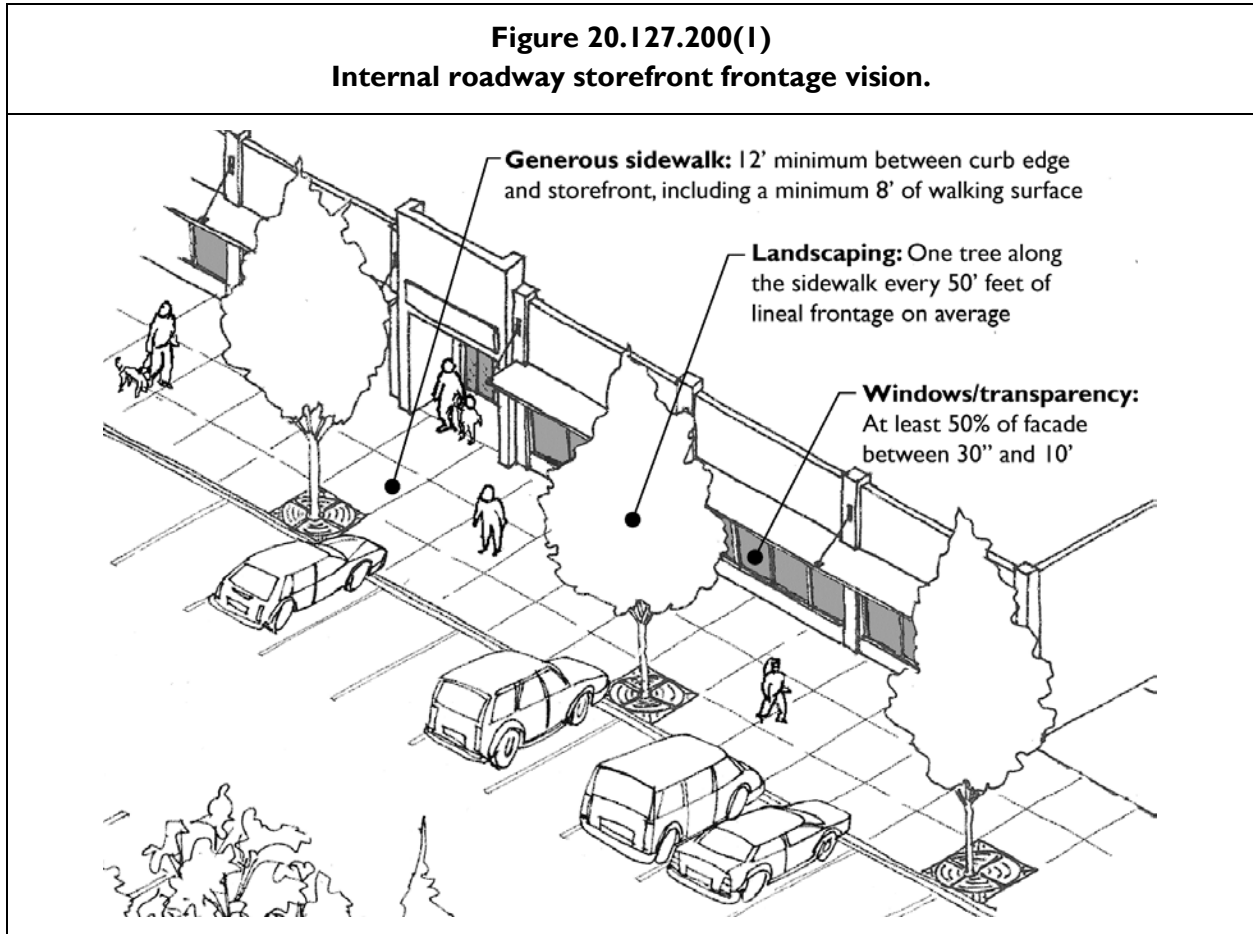 Figure 20.127.200(1)
Internal roadway storefront frontage vision.
Generous sidewalk: 12’ minimum between curb edge
and storefront, including a minimum 8’ of walking surface
Landscaping: One tree along
the sidewalk every 50’ feet of
lineal frontage on average
Windows/transparency:
At least 50% of facade
between 30” and 10’